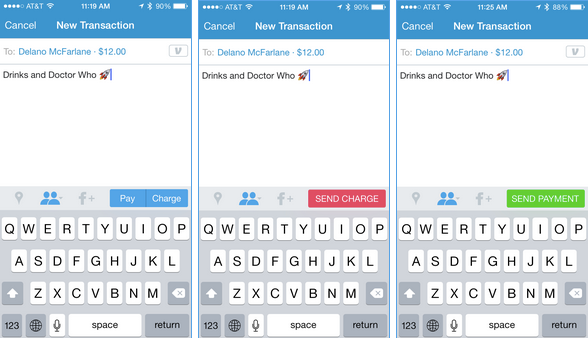 AT&T 11:19 AM 90%
Cancel New Transaction
To: Delano McFarlane - $12.00
Drinks and Doctor Who 🚀
f+ Pay Charge
Q W E R T Y U I O P
A S D F G H J K L
Z X C V B N M
123 space return
AT&T 11:19 AM 90%
Cancel New Transaction
To: Delano McFarlane - $12.00
Drinks and Doctor Who 🚀
f+ SEND CHARGE
Q W E R T Y U I O P
A S D F G H J K L
Z X C V B N M
123 space return
AT&T 11:25 AM 88%
Cancel New Transaction
To: Delano McFarlane - $12.00
Drinks and Doctor Who 🚀
f+ SEND PAYMENT
Q W E R T Y U I O P
A S D F G H J K L
Z X C V B N M
123 space return